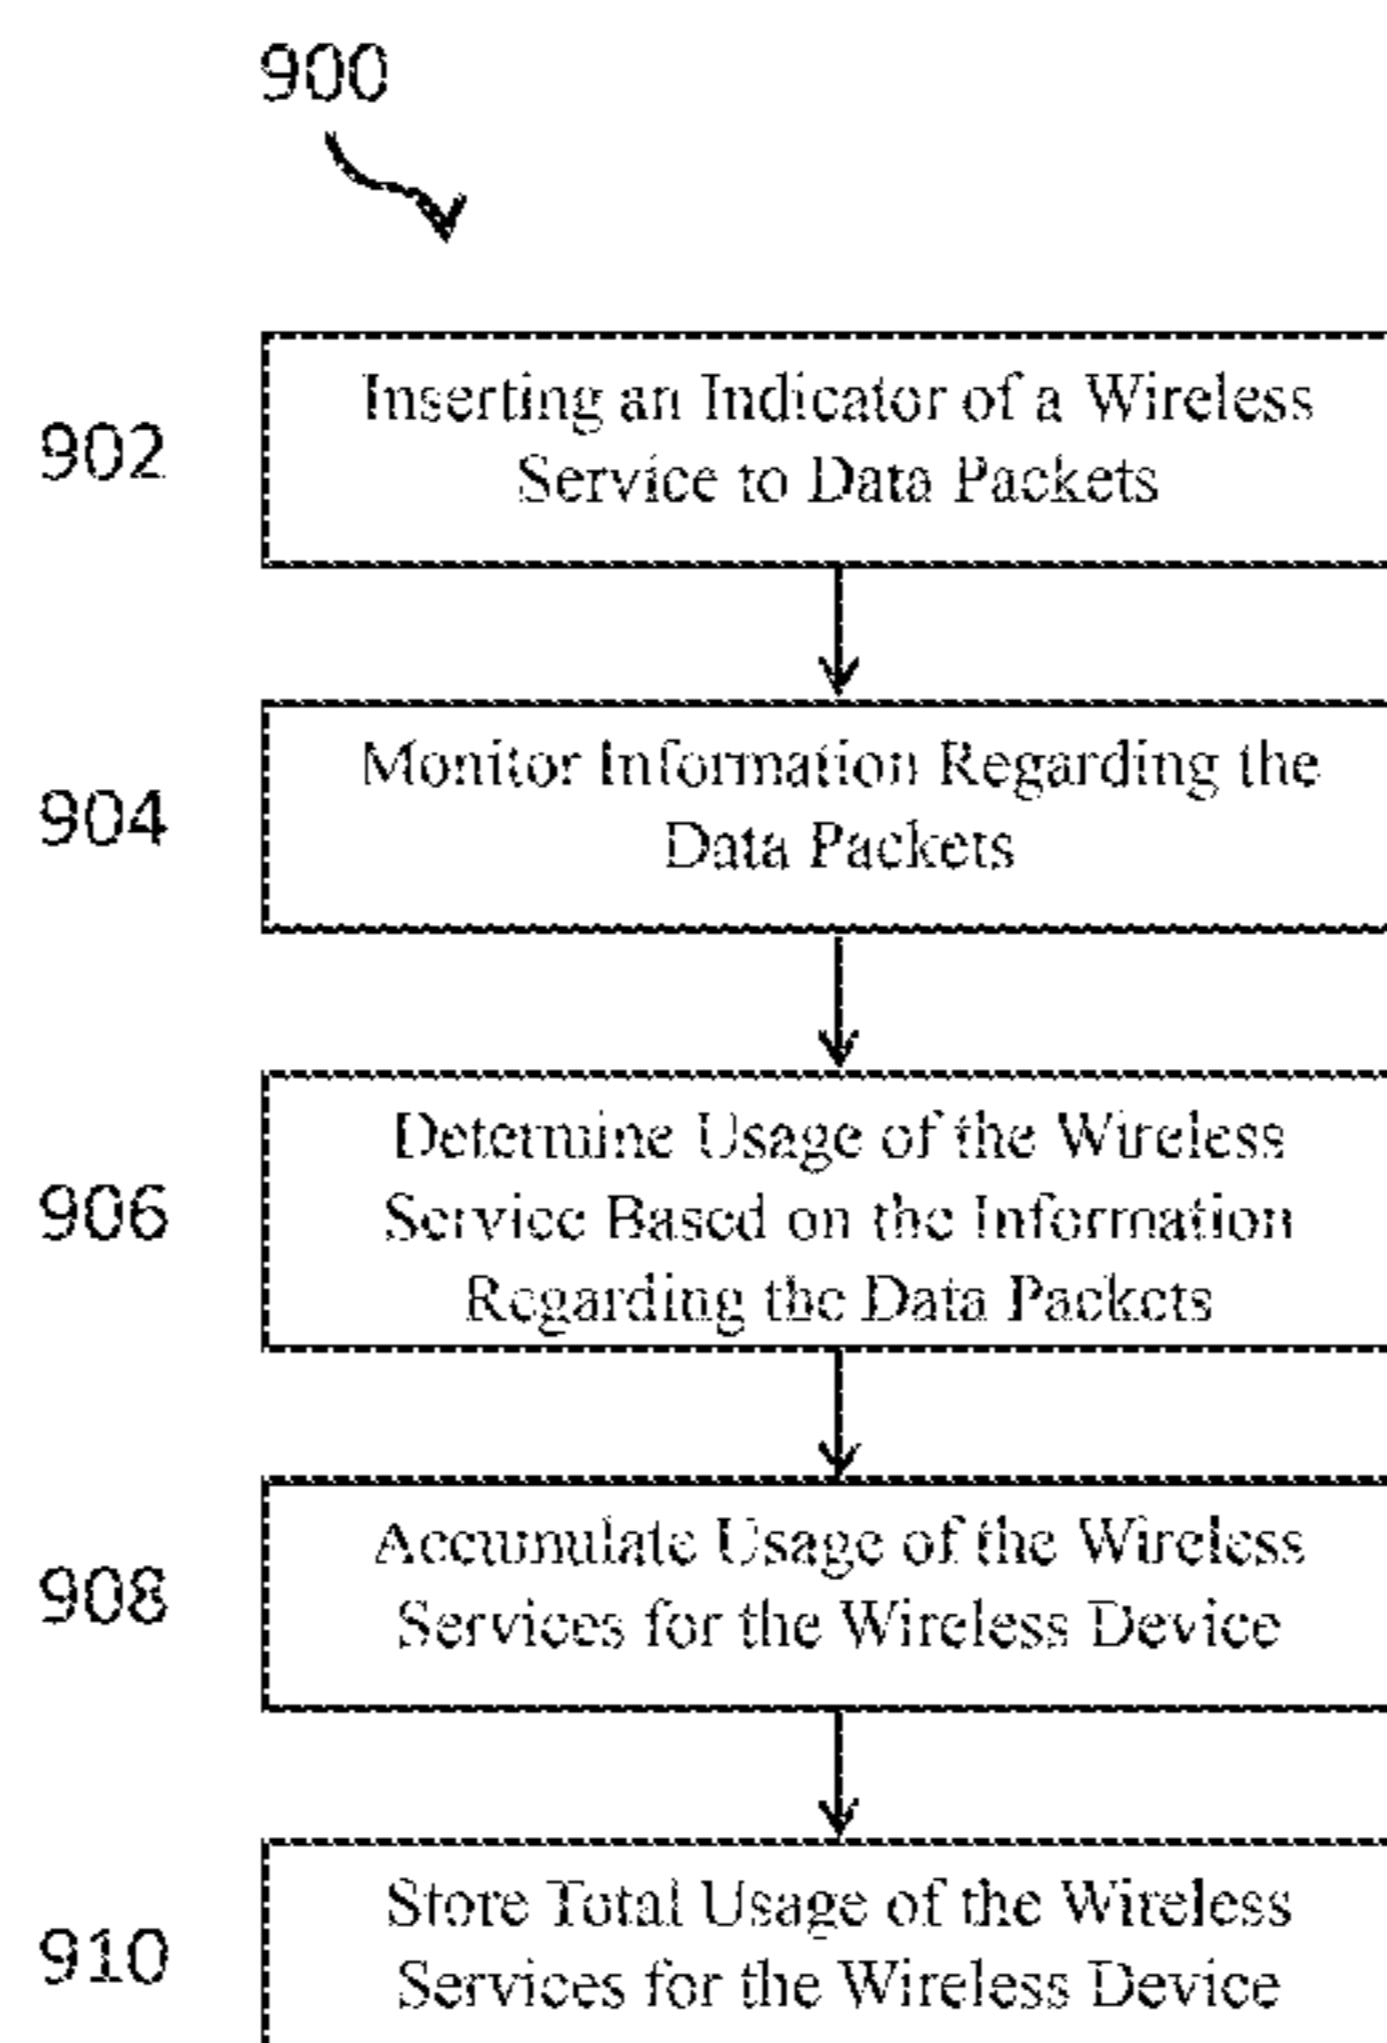 900
902
Inserting an Indicator of a Wireless
Service to Data Packets
904
Monitor Information Regarding the
Data Packets
906
Determine Usage of the Wireless
Service Based on the Information
Regarding the Data Packets
908
Accumulate Usage of the Wireless
Services for the Wireless Device
910
Store Total Usage of the Wireless
Services for the Wireless Device